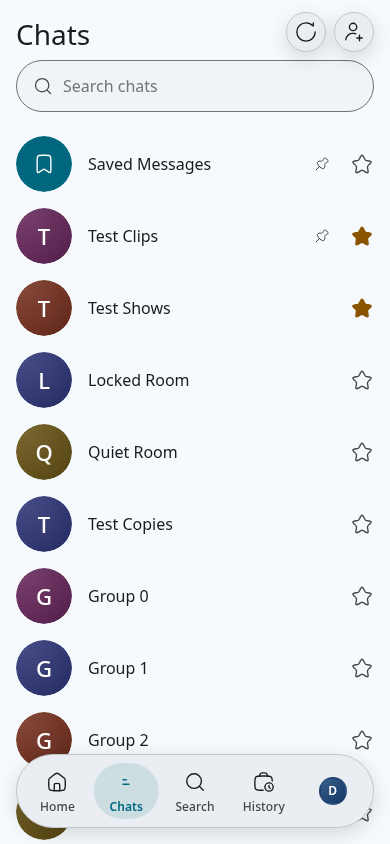 Chats
Search chats
Saved Messages
T Test Clips
T Test Shows
L Locked Room
Q Quiet Room
T Test Copies
G Group 0
G Group 1
G Group 2
Home Chats Search History D